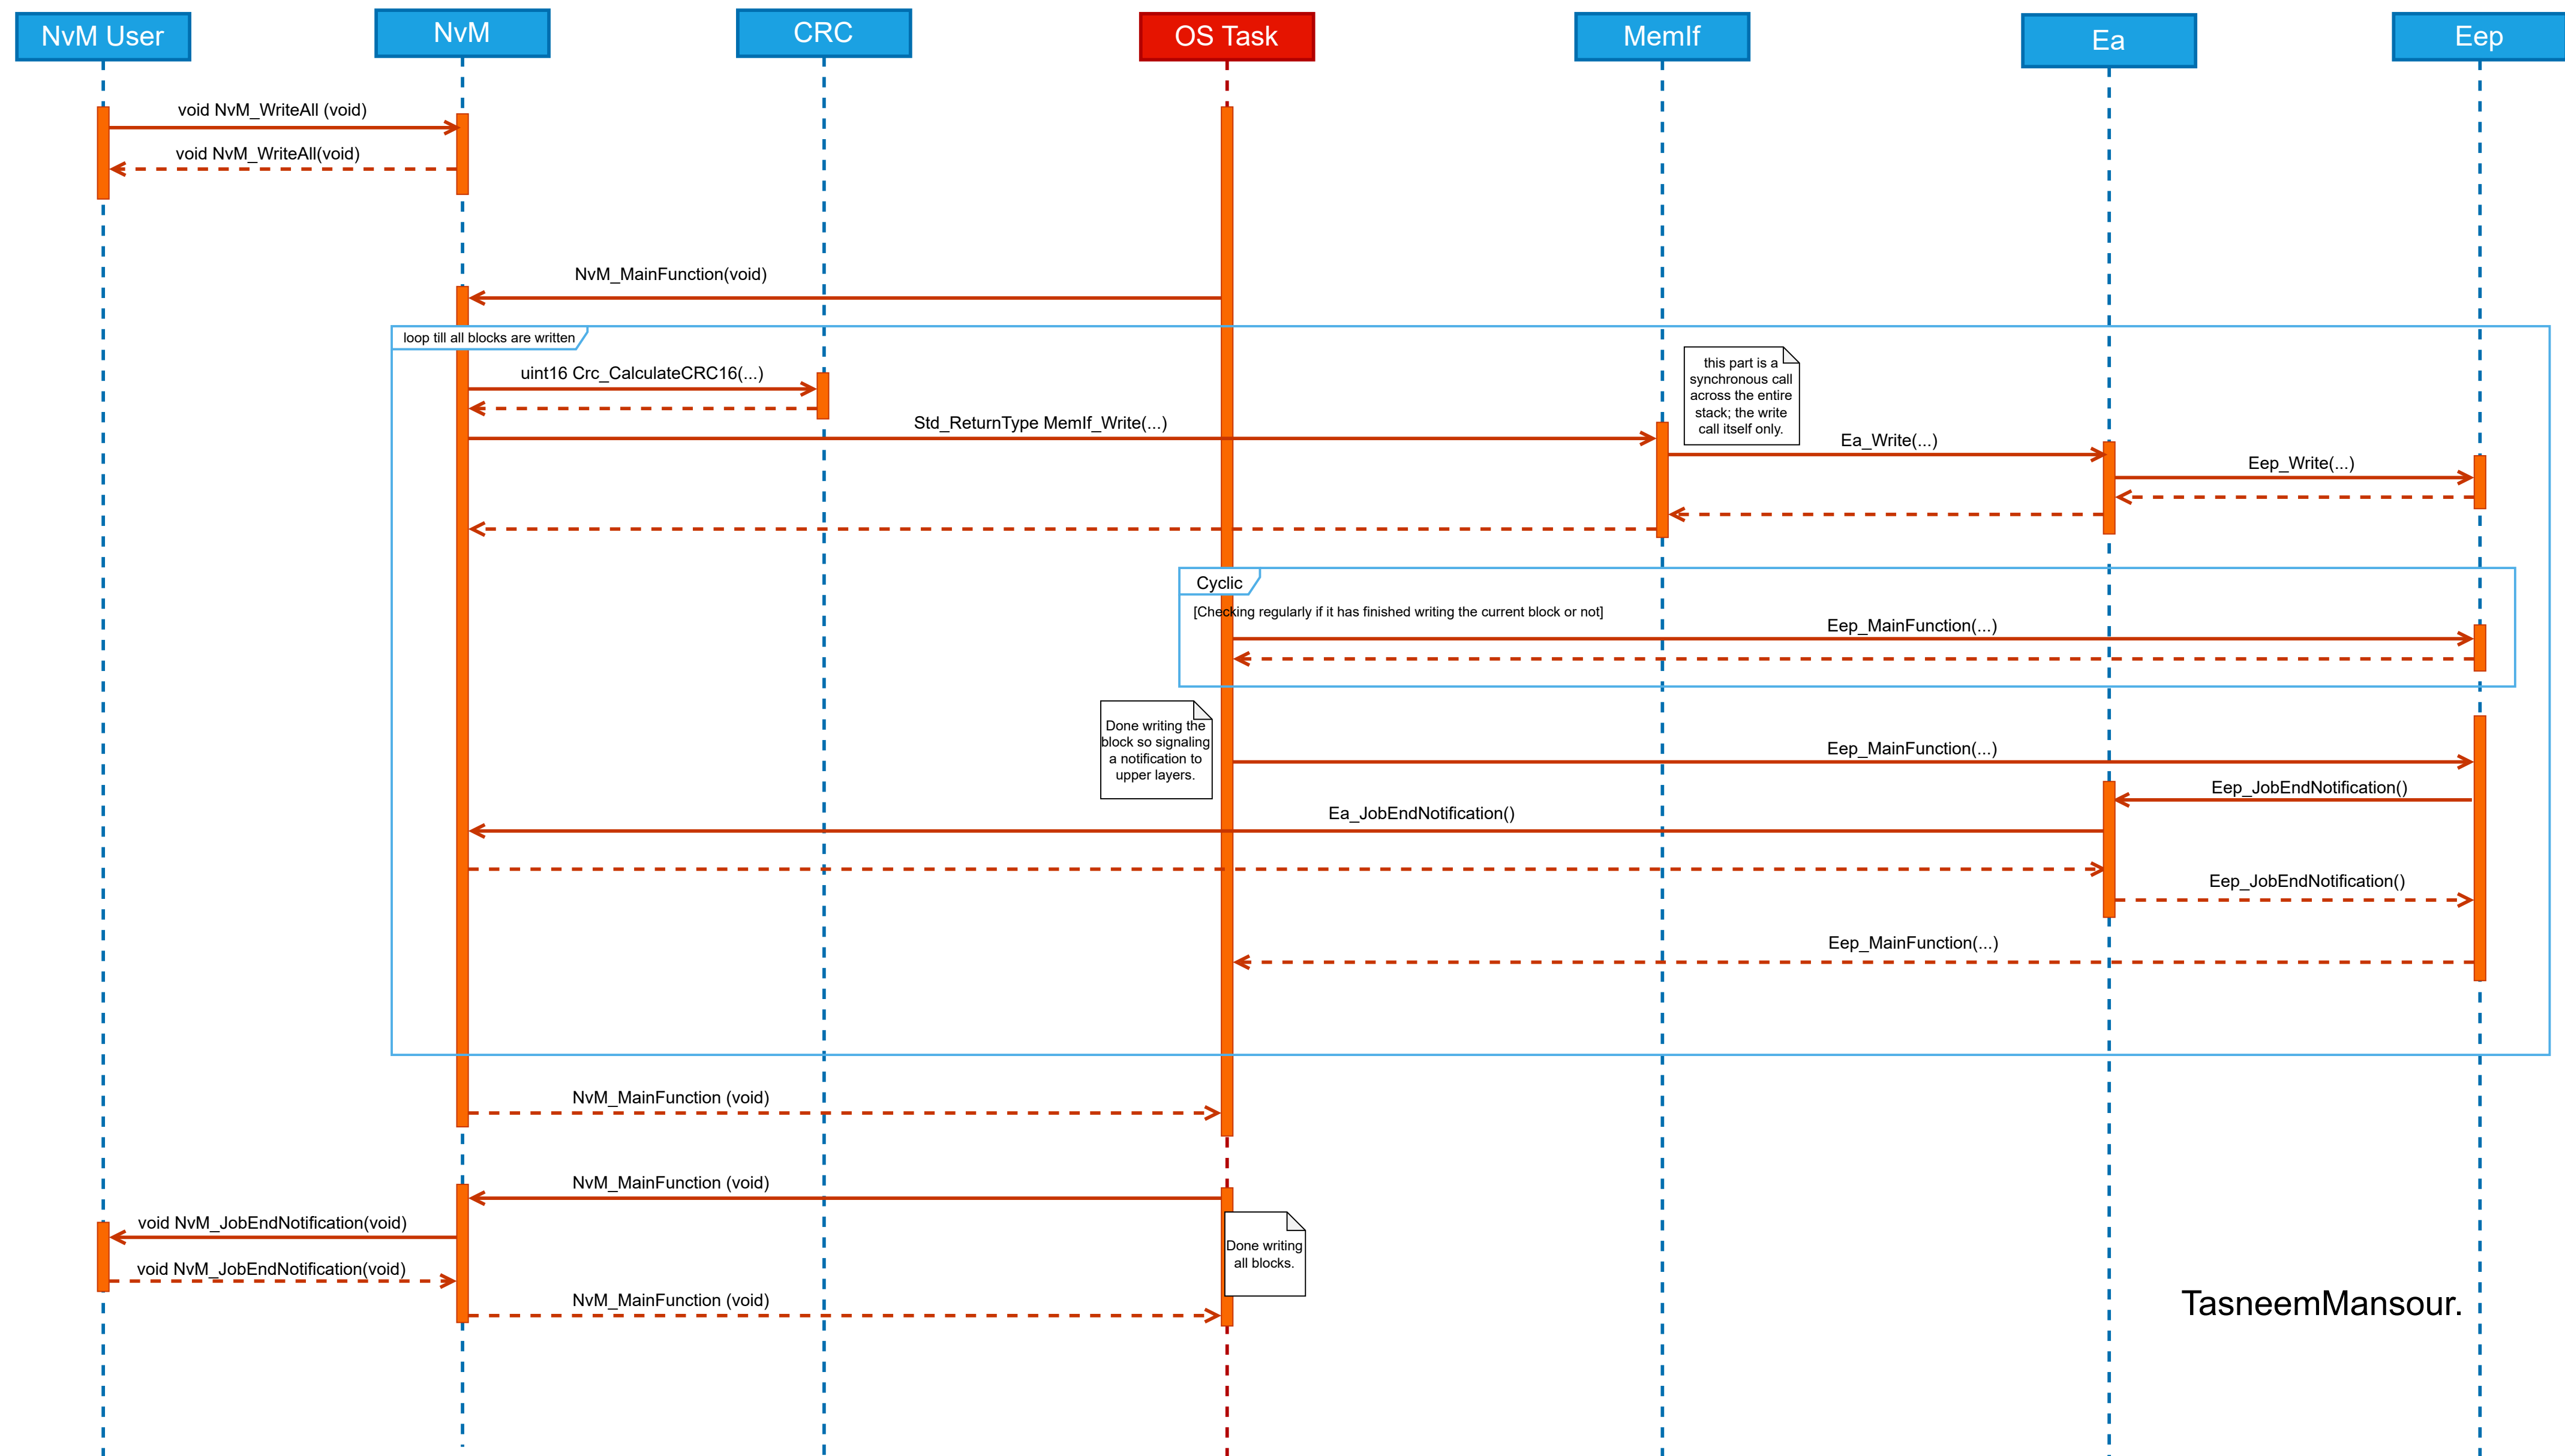 NvM User
NvM
CRC
OS Task
MemIf
Ea
Eep
void NvM_WriteAll (void)
void NvM_WriteAll(void)
NvM_MainFunction(void)
loop till all blocks are written
this part is a
synchronous call
across the entire
stack; the write
call itself only.
uint16 Crc_CalculateCRC16(...)
Std_ReturnType MemIf_Write(...)
Ea_Write(...)
Eep_Write(...)
Cyclic
[Checking regularly if it has finished writing the current block or not]
Eep_MainFunction(...)
Done writing the
block so signaling
a notification to
upper layers.
Eep_MainFunction(...)
Eep_JobEndNotification()
Ea_JobEndNotification()
Eep_JobEndNotification()
Eep_MainFunction(...)
NvM_MainFunction (void)
NvM_MainFunction (void)
void NvM_JobEndNotification(void)
Done writing
all blocks.
void NvM_JobEndNotification(void)
NvM_MainFunction (void)
TasneemMansour.